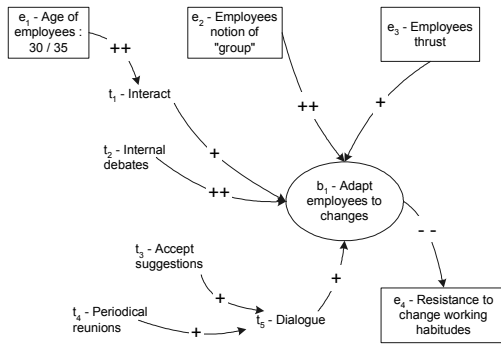 e1 - Age of
employees :
30 / 35
e2 - Employees
notion of
"group"
e3 - Employees
thrust
++
t1 - Interact
++
+
t2 - Internal
debates
+
++
b1 - Adapt
employees to
changes
- -
t3 - Accept
suggestions
+
+
t4 - Periodical
reunions
+
t5 - Dialogue
e4 - Resistance to
change working
habitudes